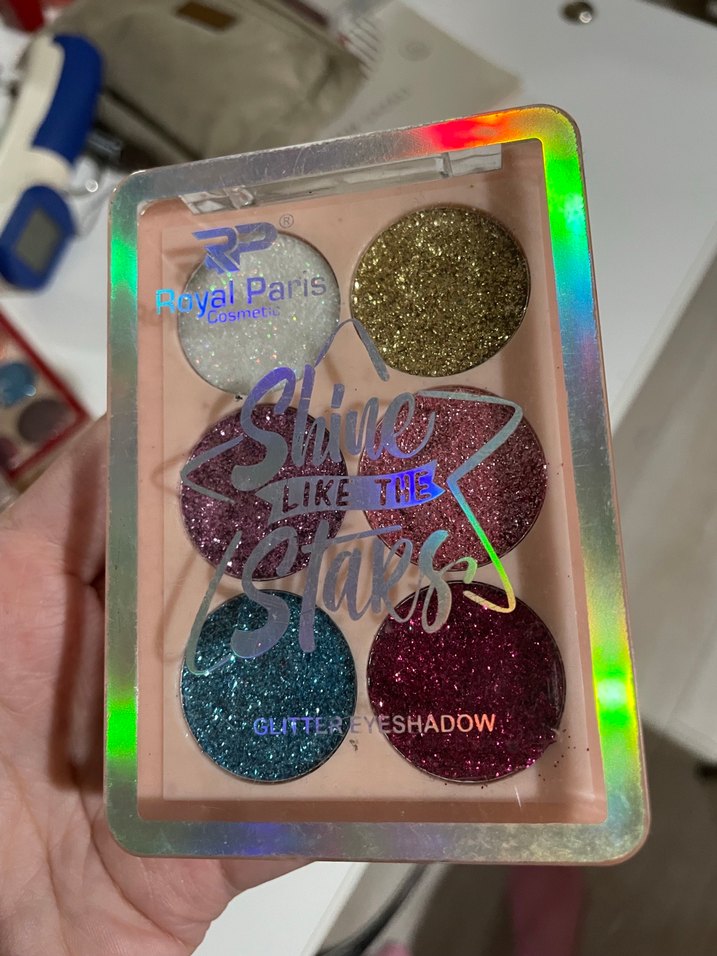 RP®
Royal Paris
Cosmetic
Shine
LIKE THE
Stars
GLITTER EYESHADOW